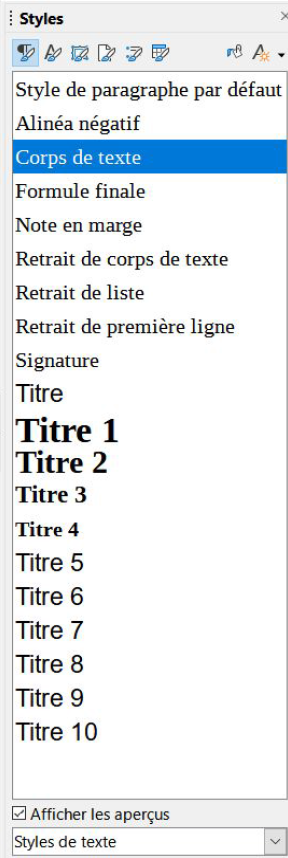 Styles
Style de paragraphe par défaut
Alinéa négatif
Corps de texte
Formule finale
Note en marge
Retrait de corps de texte
Retrait de liste
Retrait de première ligne
Signature
Titre
Titre 1
Titre 2
Titre 3
Titre 4
Titre 5
Titre 6
Titre 7
Titre 8
Titre 9
Titre 10
Afficher les aperçus
Styles de texte